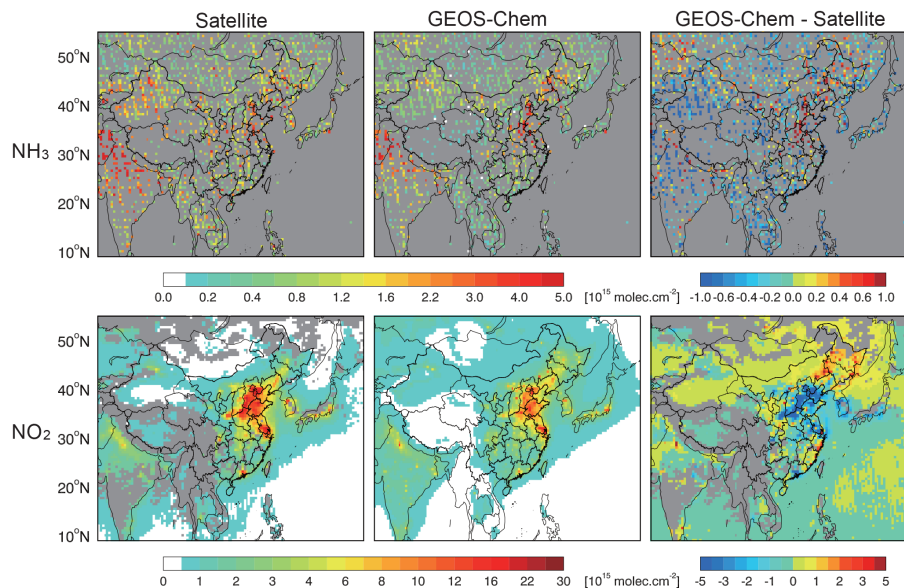 Satellite GEOS-Chem GEOS-Chem - Satellite
50°N
40°N
NH₃ 30°N
20°N
10°N
0.0 0.2 0.4 0.8 1.2 1.6 2.2 3.0 4.0 5.0 [10¹⁵ molec.cm⁻²] -1.0 -0.6 -0.4 -0.2 0.0 0.2 0.4 0.6 1.0
50°N
40°N
NO₂ 30°N
20°N
10°N
0 1 2 3 4 6 8 10 12 16 22 30 [10¹⁵ molec.cm⁻²] -5 -3 -2 -1 0 1 2 3 5